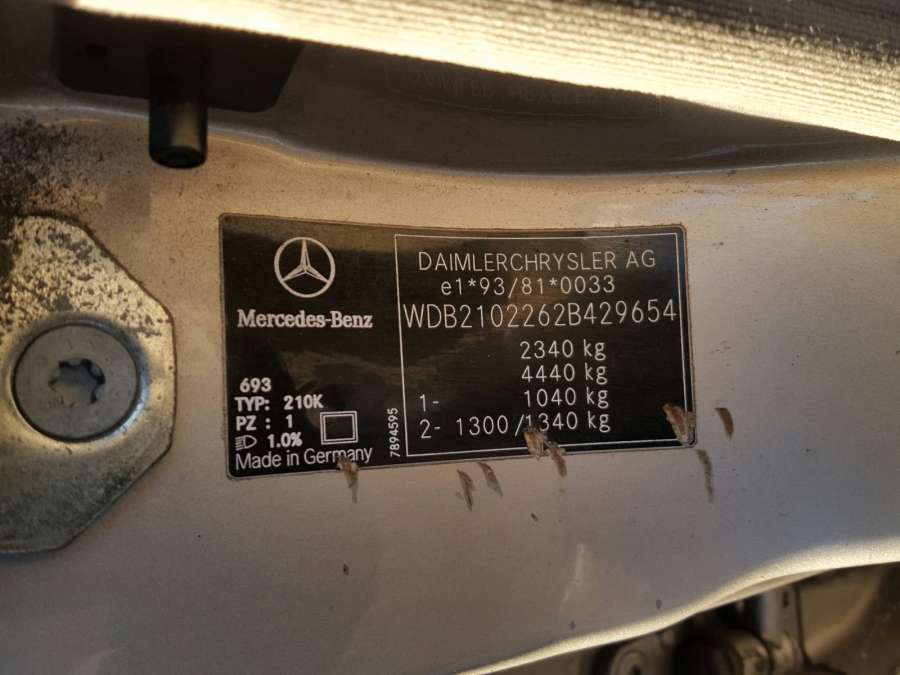 Mercedes-Benz
693
TYP: 210K
PZ : 1
1.0%
Made in Germany
7894595
DAIMLERCHRYSLER AG
e1*93/81*0033
WDB2102262B429654
2340 kg
4440 kg
1- 1040 kg
2- 1300/1340 kg